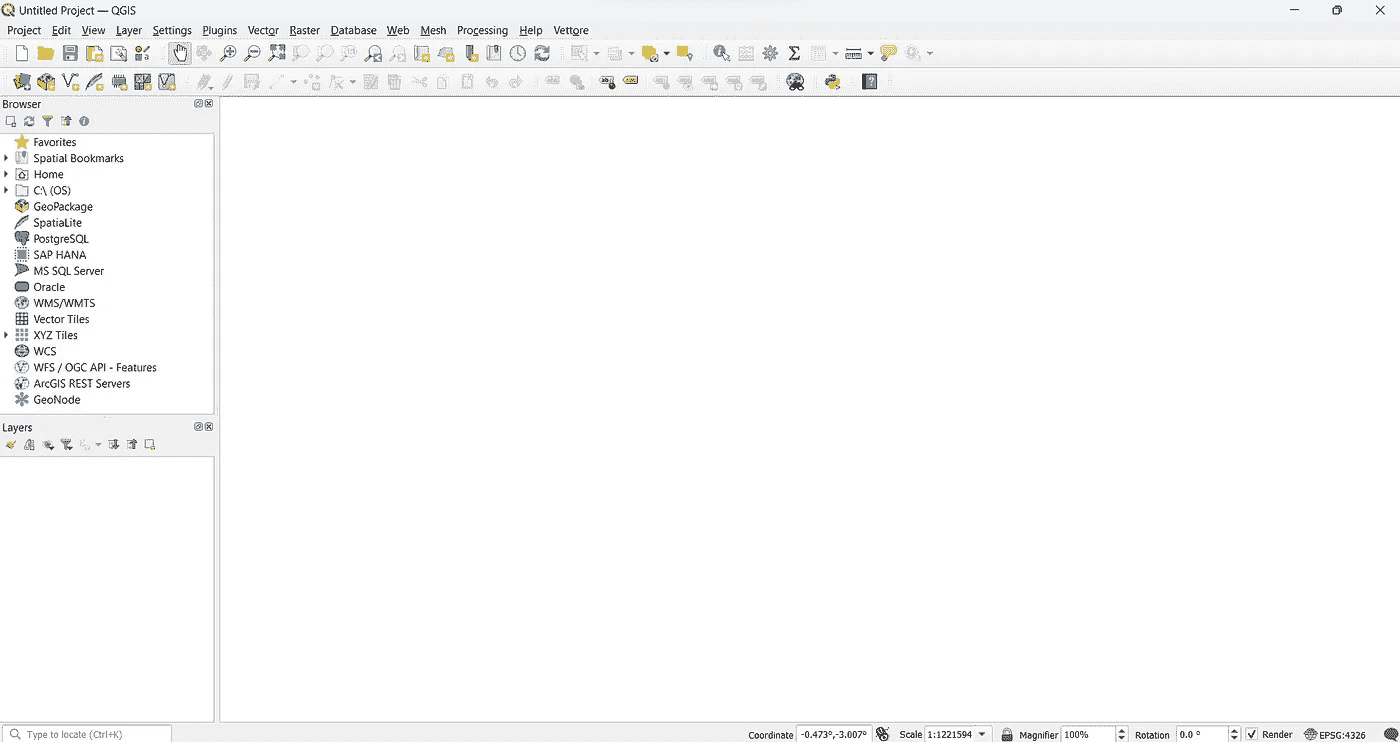 Untitled Project — QGIS
Project Edit View Layer Settings Plugins Vector Raster Database Web Mesh Processing Help Vettore
Browser
Favorites
Spatial Bookmarks
Home
C:\ (OS)
GeoPackage
SpatiaLite
PostgreSQL
SAP HANA
MS SQL Server
Oracle
WMS/WMTS
Vector Tiles
XYZ Tiles
WCS
WFS / OGC API - Features
ArcGIS REST Servers
GeoNode
Layers
Type to locate (Ctrl+K) Coordinate -0.473°,-3.007° Scale 1:1221594 Magnifier 100% Rotation 0.0 ° Render EPSG:4326